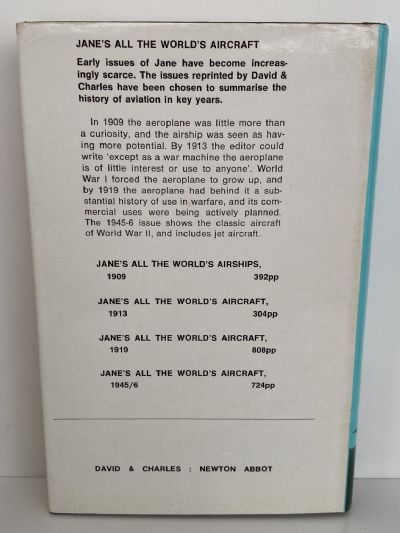 JANE'S ALL THE WORLD'S AIRCRAFT
Early issues of Jane have become increas-
ingly scarce. The issues reprinted by David &
Charles have been chosen to summarise the
history of aviation in key years.
In 1909 the aeroplane was little more than
a curiosity, and the airship was seen as hav-
ing more potential. By 1913 the editor could
write 'except as a war machine the aeroplane
is of little interest or use to anyone'. World
War I forced the aeroplane to grow up, and
by 1919 the aeroplane had behind it a sub-
stantial history of use in warfare, and its com-
mercial uses were being actively planned.
The 1945-6 issue shows the classic aircraft
of World War II, and includes jet aircraft.
JANE'S ALL THE WORLD'S AIRSHIPS,
1909 392pp
JANE'S ALL THE WORLD'S AIRCRAFT,
1913 304pp
JANE'S ALL THE WORLD'S AIRCRAFT,
1919 808pp
JANE'S ALL THE WORLD'S AIRCRAFT,
1945/6 724pp
DAVID & CHARLES : NEWTON ABBOT